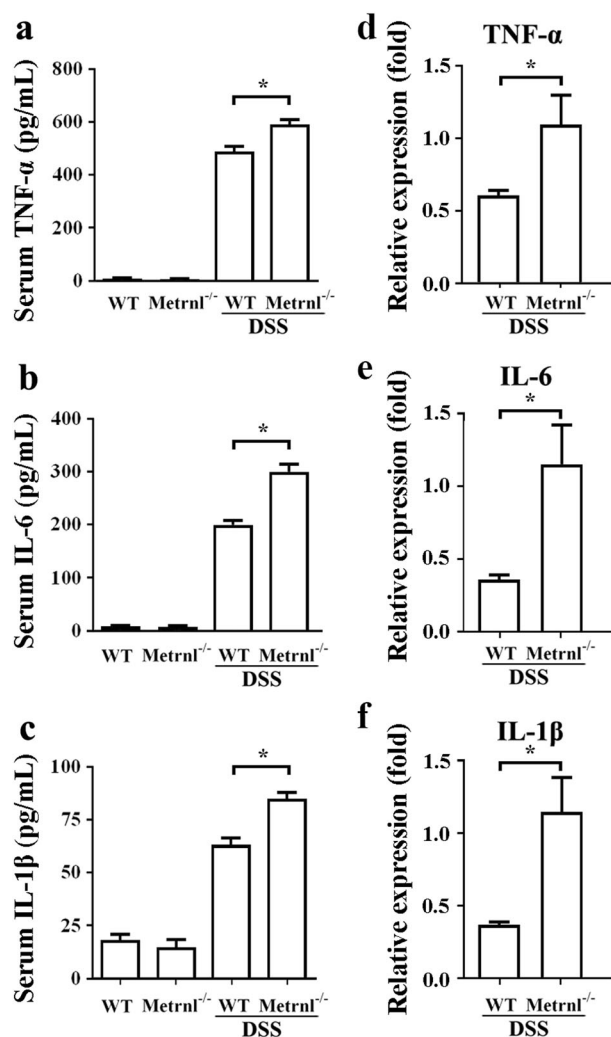 a
Serum TNF-α (pg/mL)
800
600
400
200
0
*
WT Metrnl-/- WT Metrnl-/-
DSS
d
TNF-α
Relative expression (fold)
1.5
1.0
0.5
0.0
*
WT Metrnl-/-
DSS
b
Serum IL-6 (pg/mL)
400
300
200
100
0
*
WT Metrnl-/- WT Metrnl-/-
DSS
e
IL-6
Relative expression (fold)
1.5
1.0
0.5
0.0
*
WT Metrnl-/-
DSS
c
Serum IL-1β (pg/mL)
100
75
50
25
0
*
WT Metrnl-/- WT Metrnl-/-
DSS
f
IL-1β
Relative expression (fold)
1.5
1.0
0.5
0.0
*
WT Metrnl-/-
DSS